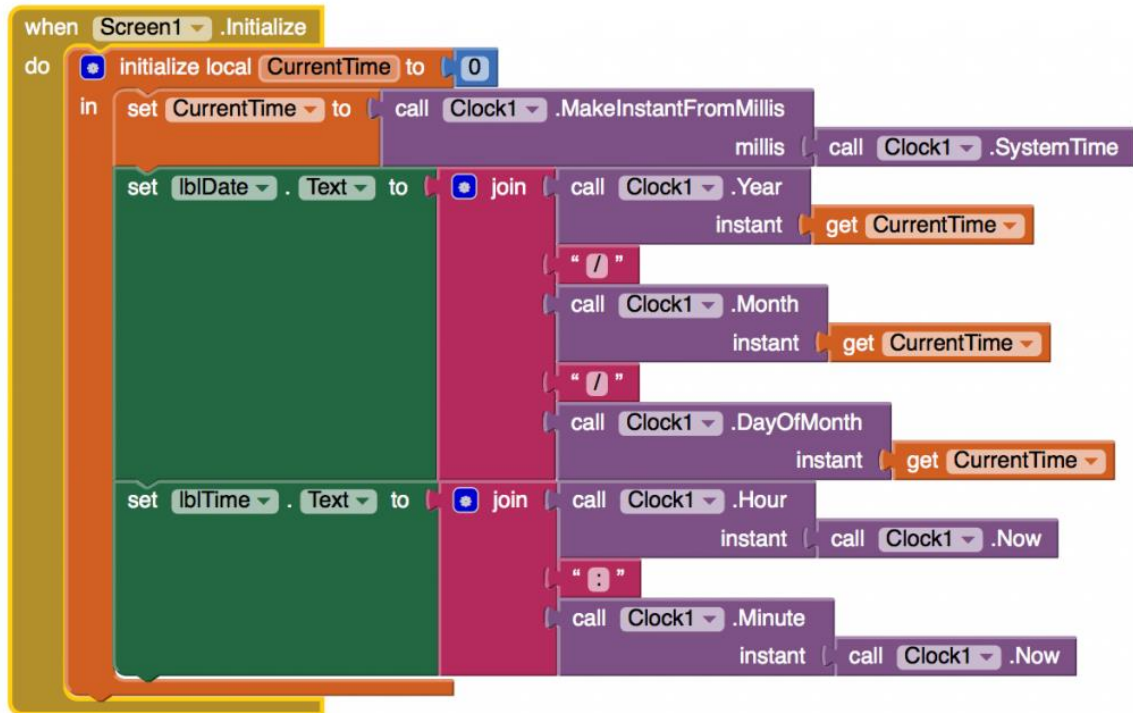 when Screen1 .Initialize
do initialize local CurrentTime to 0
in set CurrentTime to call Clock1 .MakeInstantFromMillis
millis call Clock1 .SystemTime
set lblDate . Text to join call Clock1 .Year
instant get CurrentTime
" / "
call Clock1 .Month
instant get CurrentTime
" / "
call Clock1 .DayOfMonth
instant get CurrentTime
set lblTime . Text to join call Clock1 .Hour
instant call Clock1 .Now
" : "
call Clock1 .Minute
instant call Clock1 .Now